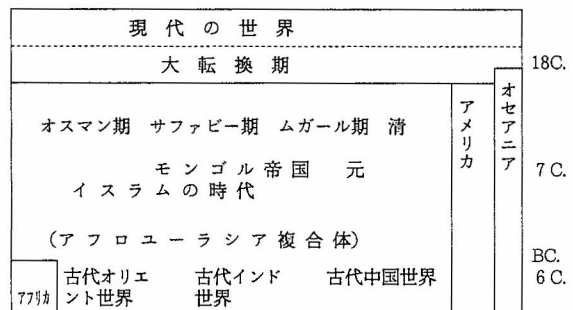 現代の世界
大転換期
18C.
オセアニア
アメリカ
オスマン期 サファビー期 ムガール期 清
7C.
モンゴル帝国 元
イスラムの時代
(アフロユーラシア複合体)
BC.
6C.
アフリカ
古代オリエ
ント世界
古代インド
世界
古代中国世界